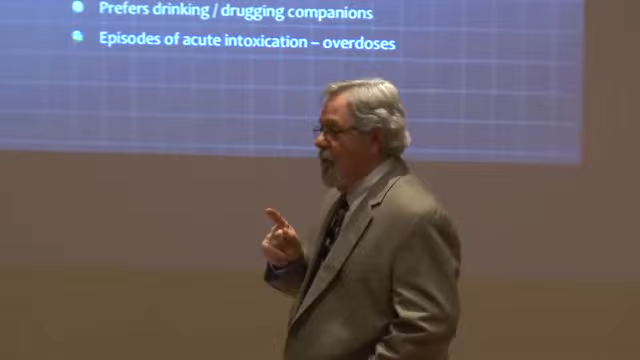 Prefers drinking / drugging companions
Episodes of acute intoxication – overdoses